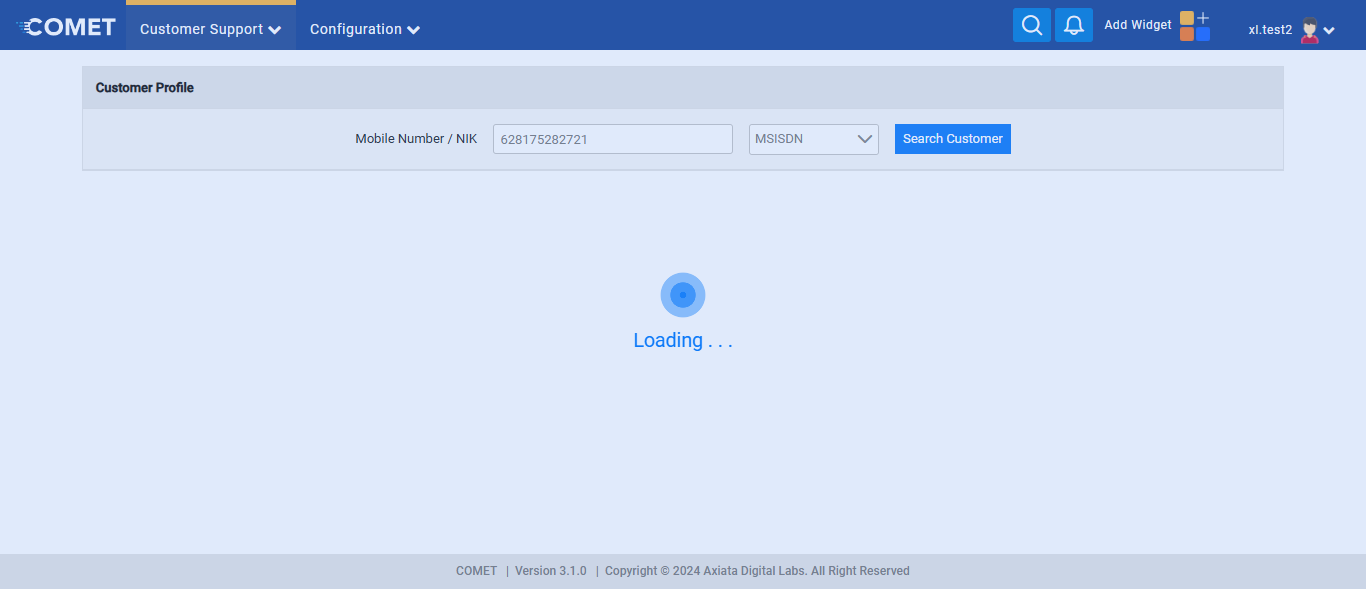 COMET
Customer Support
Configuration
Add Widget
xl.test2
Customer Profile
Mobile Number / NIK
628175282721
MSISDN
Search Customer
Loading . . .
COMET | Version 3.1.0 | Copyright © 2024 Axiata Digital Labs. All Right Reserved